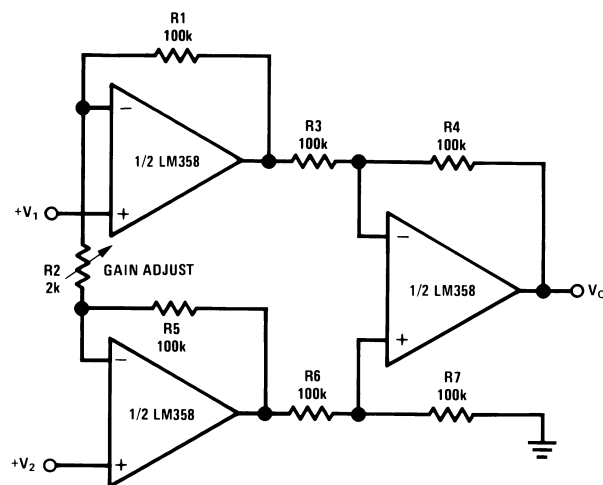 R1
100k
−
1/2 LM358
+
+V1
R2
2k
GAIN ADJUST
R3
100k
R4
100k
−
1/2 LM358
+
VO
R5
100k
−
1/2 LM358
+
+V2
R6
100k
R7
100k